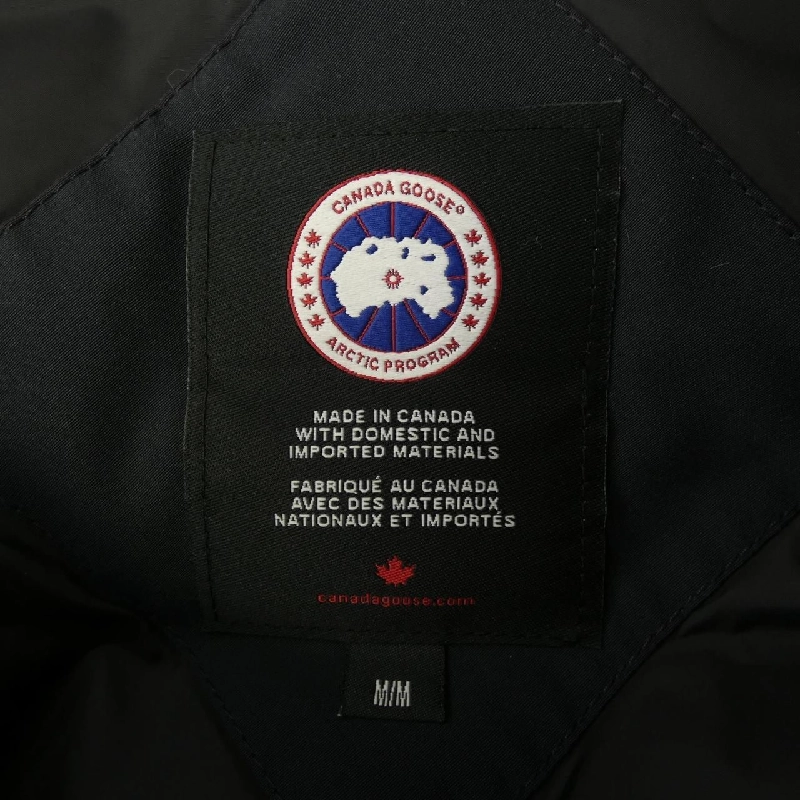 CANADA GOOSE®
ARCTIC PROGRAM
MADE IN CANADA
WITH DOMESTIC AND
IMPORTED MATERIALS
FABRIQUÉ AU CANADA
AVEC DES MATERIAUX
NATIONAUX ET IMPORTÉS
canadagoose.com
M/M